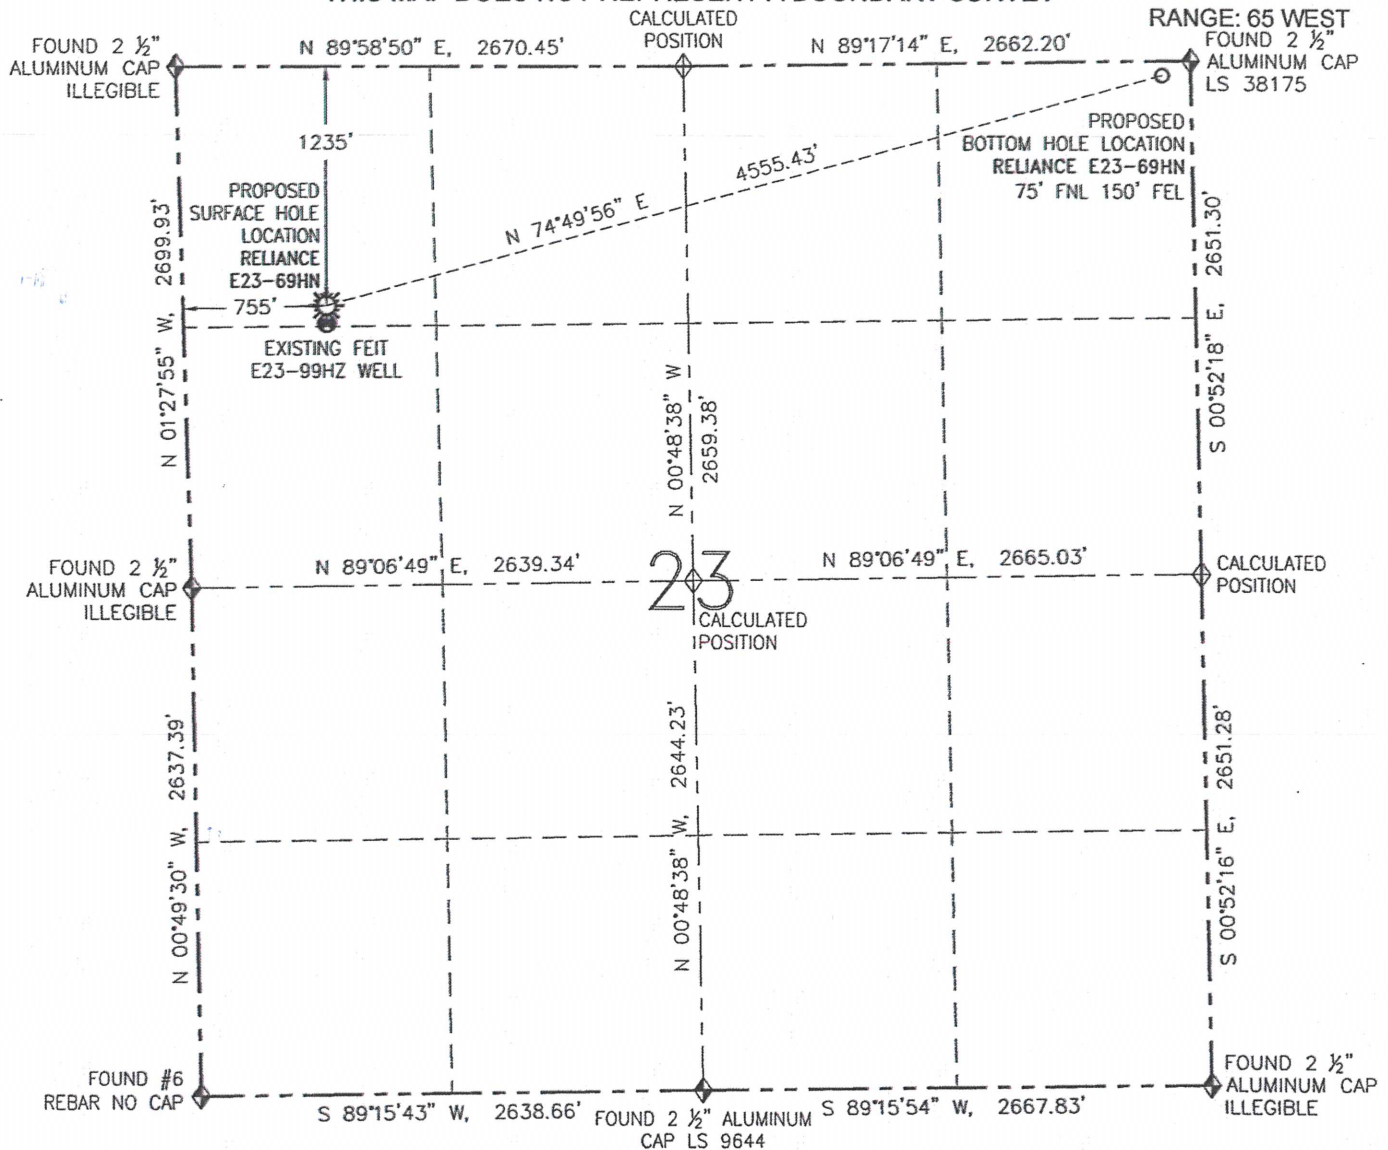 CALCULATED
POSITION
RANGE: 65 WEST
FOUND 2 ½"
ALUMINUM CAP
ILLEGIBLE
N 89°58'50" E, 2670.45'
N 89°17'14" E, 2662.20'
FOUND 2 ½"
ALUMINUM CAP
LS 38175
1235'
PROPOSED
BOTTOM HOLE LOCATION
RELIANCE E23-69HN
75' FNL 150' FEL
4555.43'
N 74°49'56" E
PROPOSED
SURFACE HOLE
LOCATION
RELIANCE
E23-69HN
755'
EXISTING FEIT
E23-99HZ WELL
N 01°27'55" W, 2699.93'
N 00°48'38" W
2659.38'
S 00°52'18" E, 2651.30'
FOUND 2 ½"
ALUMINUM CAP
ILLEGIBLE
N 89°06'49" E, 2639.34'
23
N 89°06'49" E, 2665.03'
CALCULATED
POSITION
CALCULATED
POSITION
N 00°49'30" W, 2637.39'
N 00°48'38" W, 2644.23'
S 00°52'16" E, 2651.28'
FOUND #6
REBAR NO CAP
S 89°15'43" W, 2638.66'
FOUND 2 ½" ALUMINUM
CAP LS 9644
S 89°15'54" W, 2667.83'
FOUND 2 ½"
ALUMINUM CAP
ILLEGIBLE